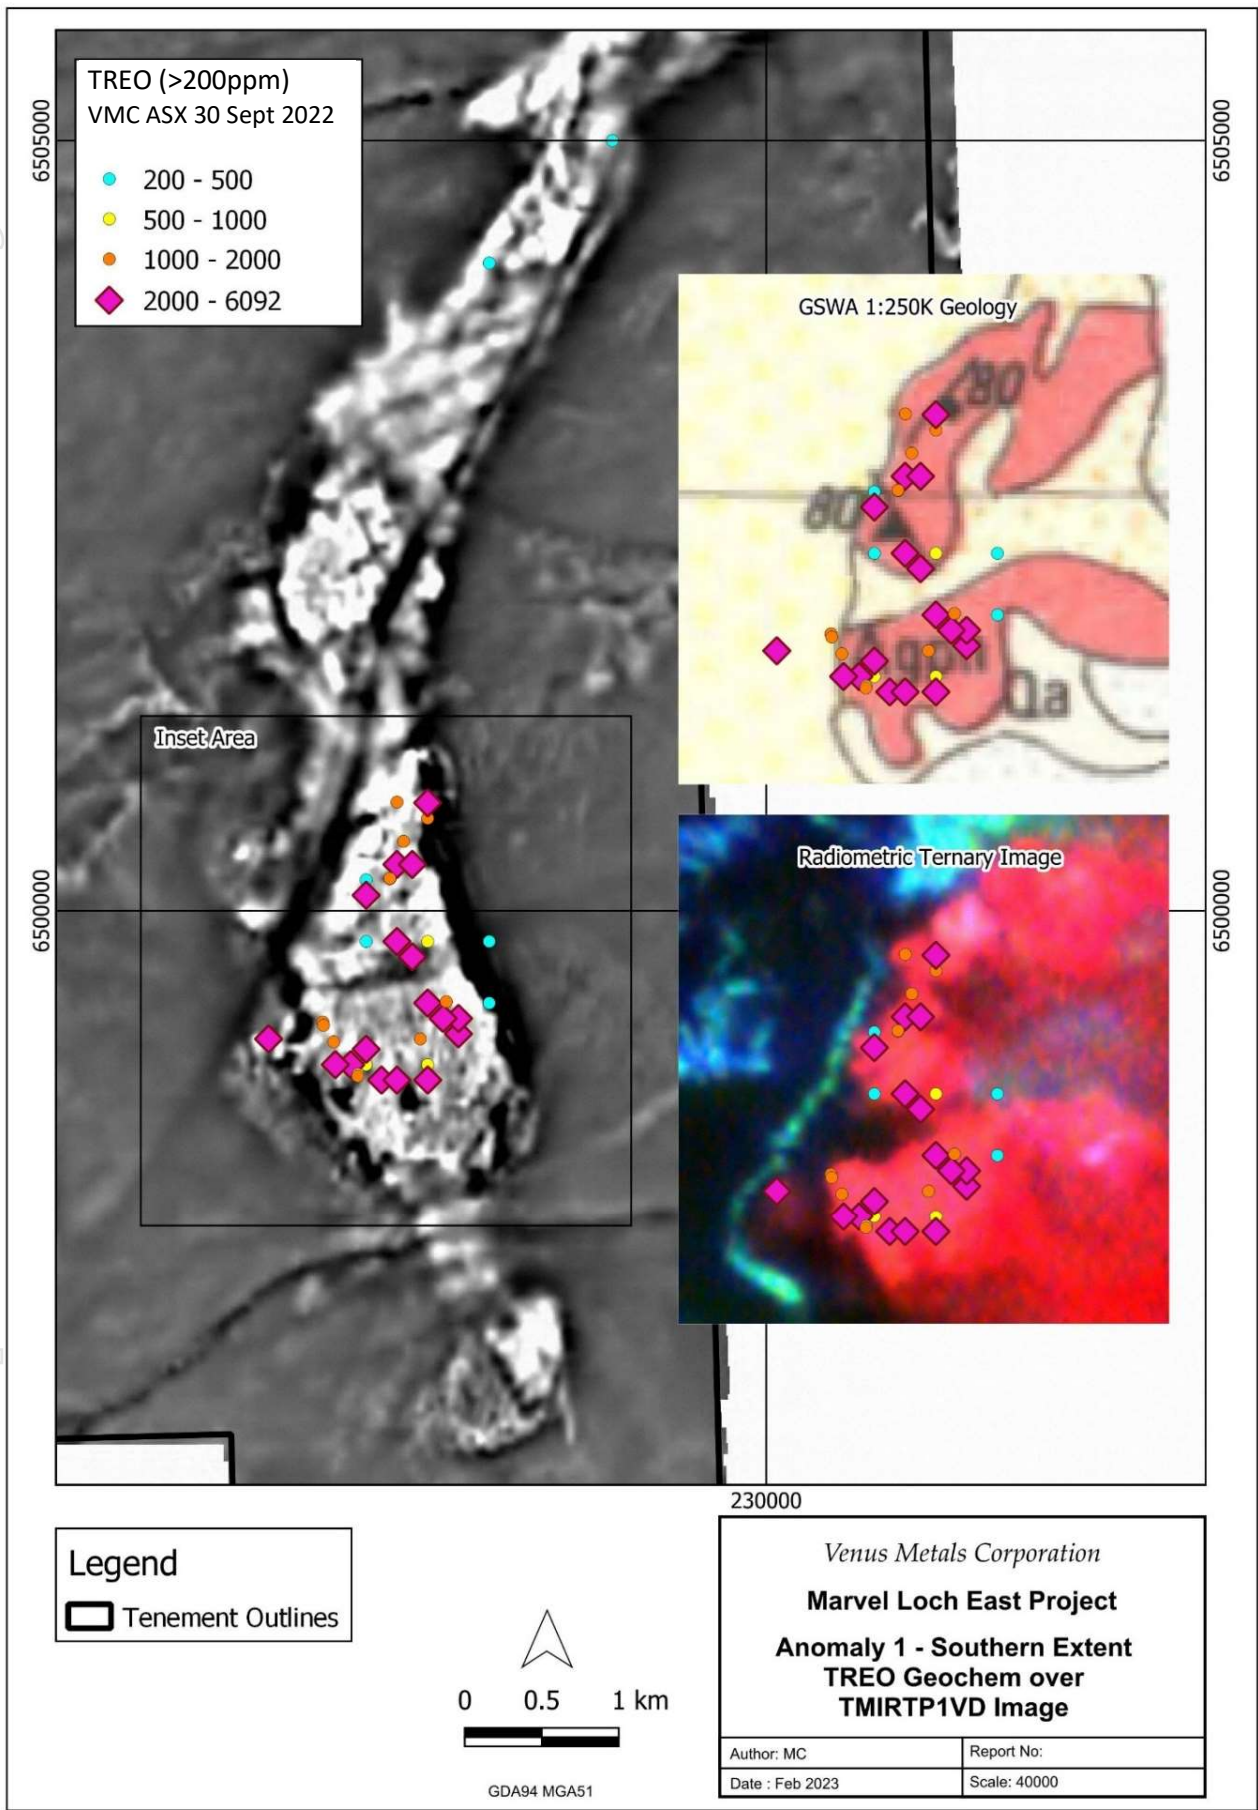 TREO (>200ppm)
VMC ASX 30 Sept 2022
200 - 500
500 - 1000
1000 - 2000
2000 - 6092
6505000
6505000
GSWA 1:250K Geology
80
80
Agph
Qa
Inset Area
Radiometric Ternary Image
6500000
6500000
230000
Legend
Tenement Outlines
0 0.5 1 km
GDA94 MGA51
Venus Metals Corporation
Marvel Loch East Project
Anomaly 1 - Southern Extent
TREO Geochem over
TMIRTP1VD Image
Author: MC
Report No:
Date : Feb 2023
Scale: 40000